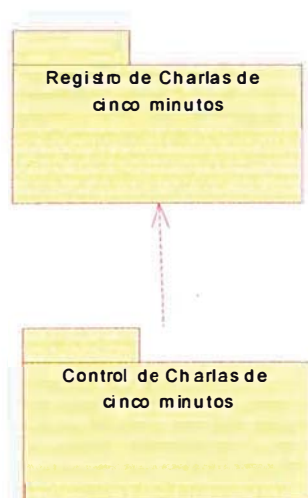 Registro de Charlas de
cinco minutos
Control de Charlas de
cinco minutos